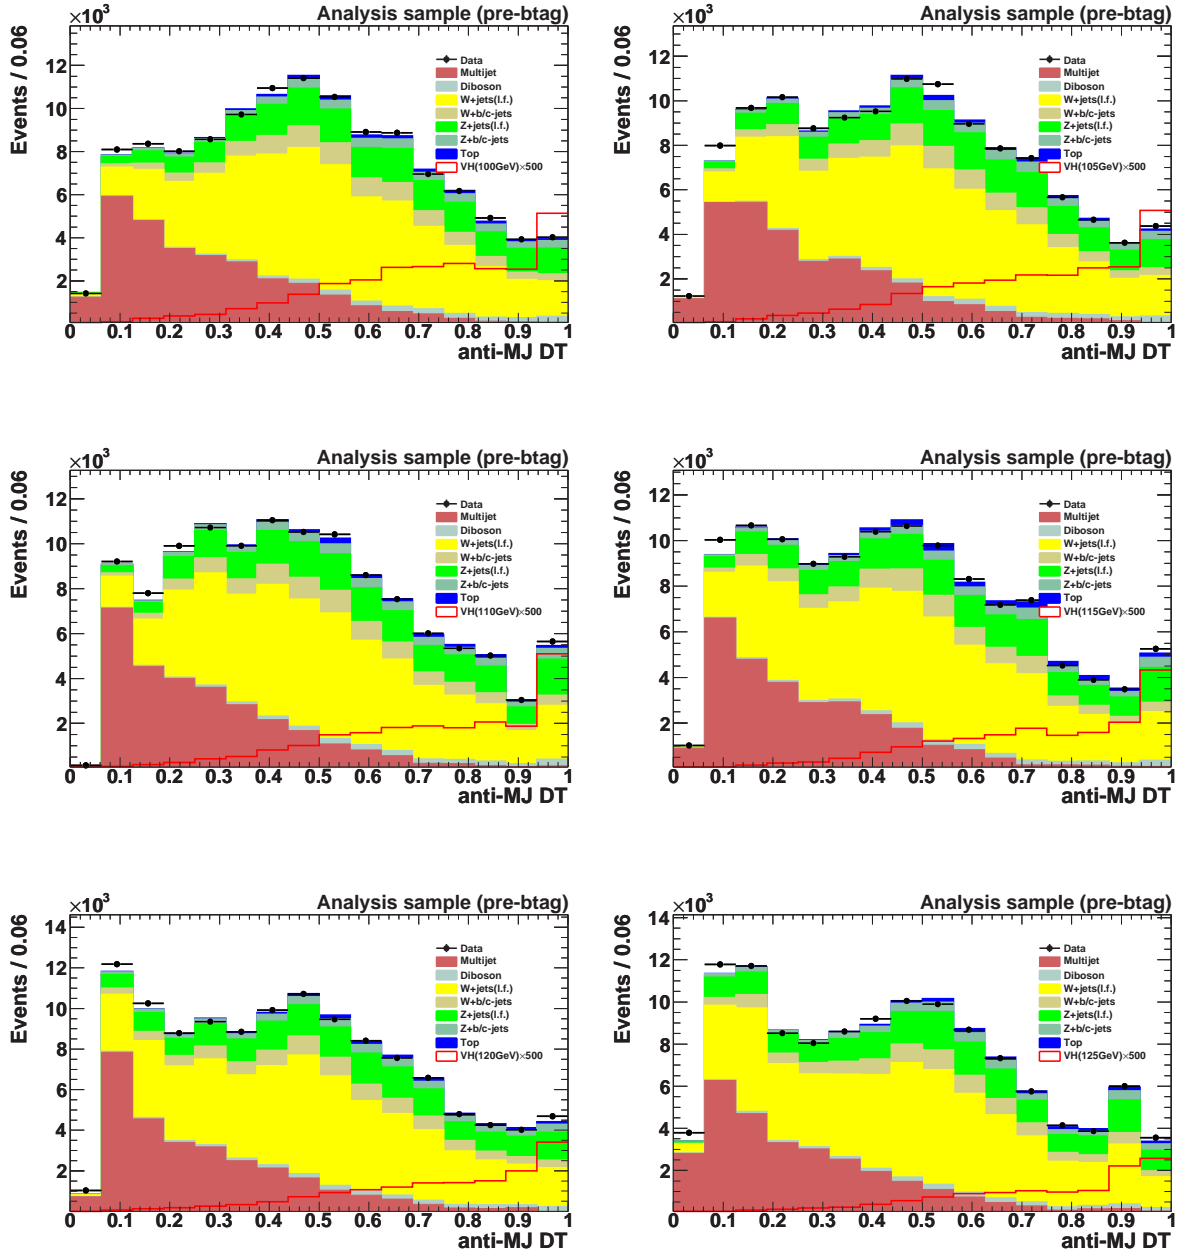 Analysis sample (pre-btag)
×10³
Events / 0.06
12
10
8
6
4
2
Data
Multijet
Diboson
W+jets(l.f.)
W+b/c-jets
Z+jets(l.f.)
Z+b/c-jets
Top
VH(100GeV)×500
0 0.1 0.2 0.3 0.4 0.5 0.6 0.7 0.8 0.9 1
anti-MJ DT
Analysis sample (pre-btag)
×10³
Events / 0.06
12
10
8
6
4
2
Data
Multijet
Diboson
W+jets(l.f.)
W+b/c-jets
Z+jets(l.f.)
Z+b/c-jets
Top
VH(105GeV)×500
0 0.1 0.2 0.3 0.4 0.5 0.6 0.7 0.8 0.9 1
anti-MJ DT
Analysis sample (pre-btag)
×10³
Events / 0.06
12
10
8
6
4
2
Data
Multijet
Diboson
W+jets(l.f.)
W+b/c-jets
Z+jets(l.f.)
Z+b/c-jets
Top
VH(110GeV)×500
0 0.1 0.2 0.3 0.4 0.5 0.6 0.7 0.8 0.9 1
anti-MJ DT
Analysis sample (pre-btag)
×10³
Events / 0.06
12
10
8
6
4
2
Data
Multijet
Diboson
W+jets(l.f.)
W+b/c-jets
Z+jets(l.f.)
Z+b/c-jets
Top
VH(115GeV)×500
0 0.1 0.2 0.3 0.4 0.5 0.6 0.7 0.8 0.9 1
anti-MJ DT
Analysis sample (pre-btag)
×10³
Events / 0.06
14
12
10
8
6
4
2
Data
Multijet
Diboson
W+jets(l.f.)
W+b/c-jets
Z+jets(l.f.)
Z+b/c-jets
Top
VH(120GeV)×500
0 0.1 0.2 0.3 0.4 0.5 0.6 0.7 0.8 0.9 1
anti-MJ DT
Analysis sample (pre-btag)
×10³
Events / 0.06
14
12
10
8
6
4
2
Data
Multijet
Diboson
W+jets(l.f.)
W+b/c-jets
Z+jets(l.f.)
Z+b/c-jets
Top
VH(125GeV)×500
0 0.1 0.2 0.3 0.4 0.5 0.6 0.7 0.8 0.9 1
anti-MJ DT